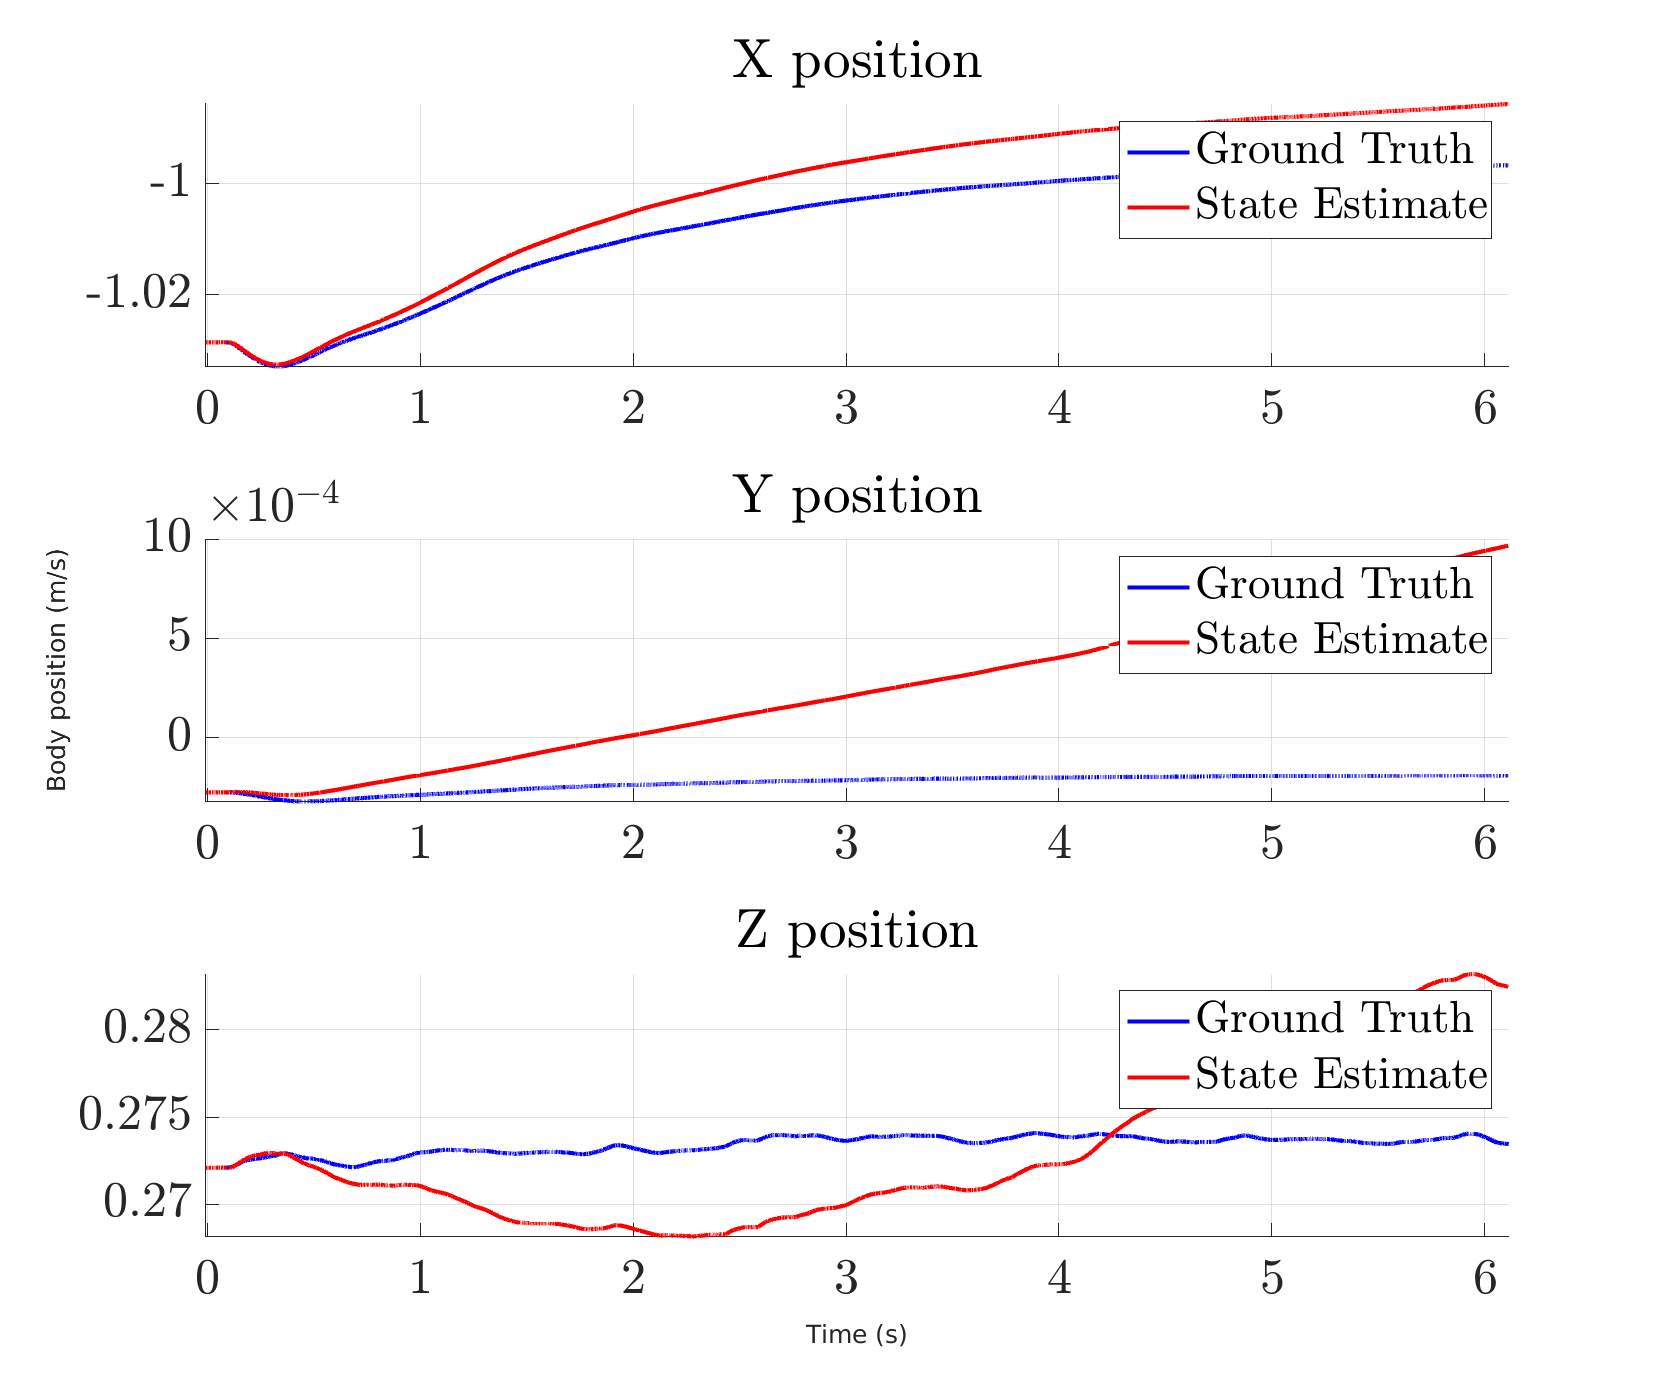 X position
-1
-1.02
Ground Truth
State Estimate
0 1 2 3 4 5 6
Y position
×10⁻⁴
10
5
0
Ground Truth
State Estimate
0 1 2 3 4 5 6
Body position (m/s)
Z position
0.28
0.275
0.27
Ground Truth
State Estimate
0 1 2 3 4 5 6
Time (s)